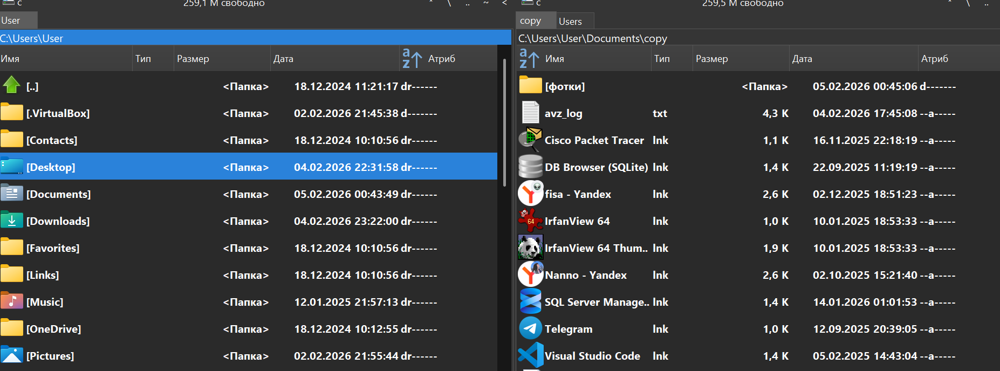 c 259,1 М свободно * \ .. ~ <
User
C:\Users\User
Имя Тип Размер Дата Атриб
[..] <Папка> 18.12.2024 11:21:17 dr------
[.VirtualBox] <Папка> 02.02.2026 21:45:38 d-------
[Contacts] <Папка> 18.12.2024 10:10:56 dr------
[Desktop] <Папка> 04.02.2026 22:31:58 dr------
[Documents] <Папка> 05.02.2026 00:43:49 dr------
[Downloads] <Папка> 04.02.2026 23:22:00 dr------
[Favorites] <Папка> 18.12.2024 10:10:56 dr------
[Links] <Папка> 18.12.2024 10:10:56 dr------
[Music] <Папка> 12.01.2025 21:57:13 dr------
[OneDrive] <Папка> 18.12.2024 10:12:55 dr------
[Pictures] <Папка> 02.02.2026 21:55:44 dr------
c 259,5 М свободно * \ ..
copy Users
C:\Users\User\Documents\copy
Имя Тип Размер Дата Атриб
[фотки] <Папка> 05.02.2026 00:45:06 d-------
avz_log txt 4,3 K 04.02.2026 17:45:08 --a-----
Cisco Packet Tracer lnk 1,1 K 16.11.2025 22:18:19 --a-----
DB Browser (SQLite) lnk 1,4 K 22.09.2025 11:19:19 --a-----
fisa - Yandex lnk 2,6 K 02.12.2025 18:51:23 --a-----
IrfanView 64 lnk 1,0 K 10.01.2025 18:53:33 --a-----
IrfanView 64 Thum.. lnk 1,9 K 10.01.2025 18:53:33 --a-----
Nanno - Yandex lnk 2,6 K 02.10.2025 15:21:40 --a-----
SQL Server Manage.. lnk 1,4 K 14.01.2026 01:01:53 --a-----
Telegram lnk 1,0 K 12.09.2025 20:39:05 --a-----
Visual Studio Code lnk 1,4 K 05.02.2025 14:43:04 --a-----